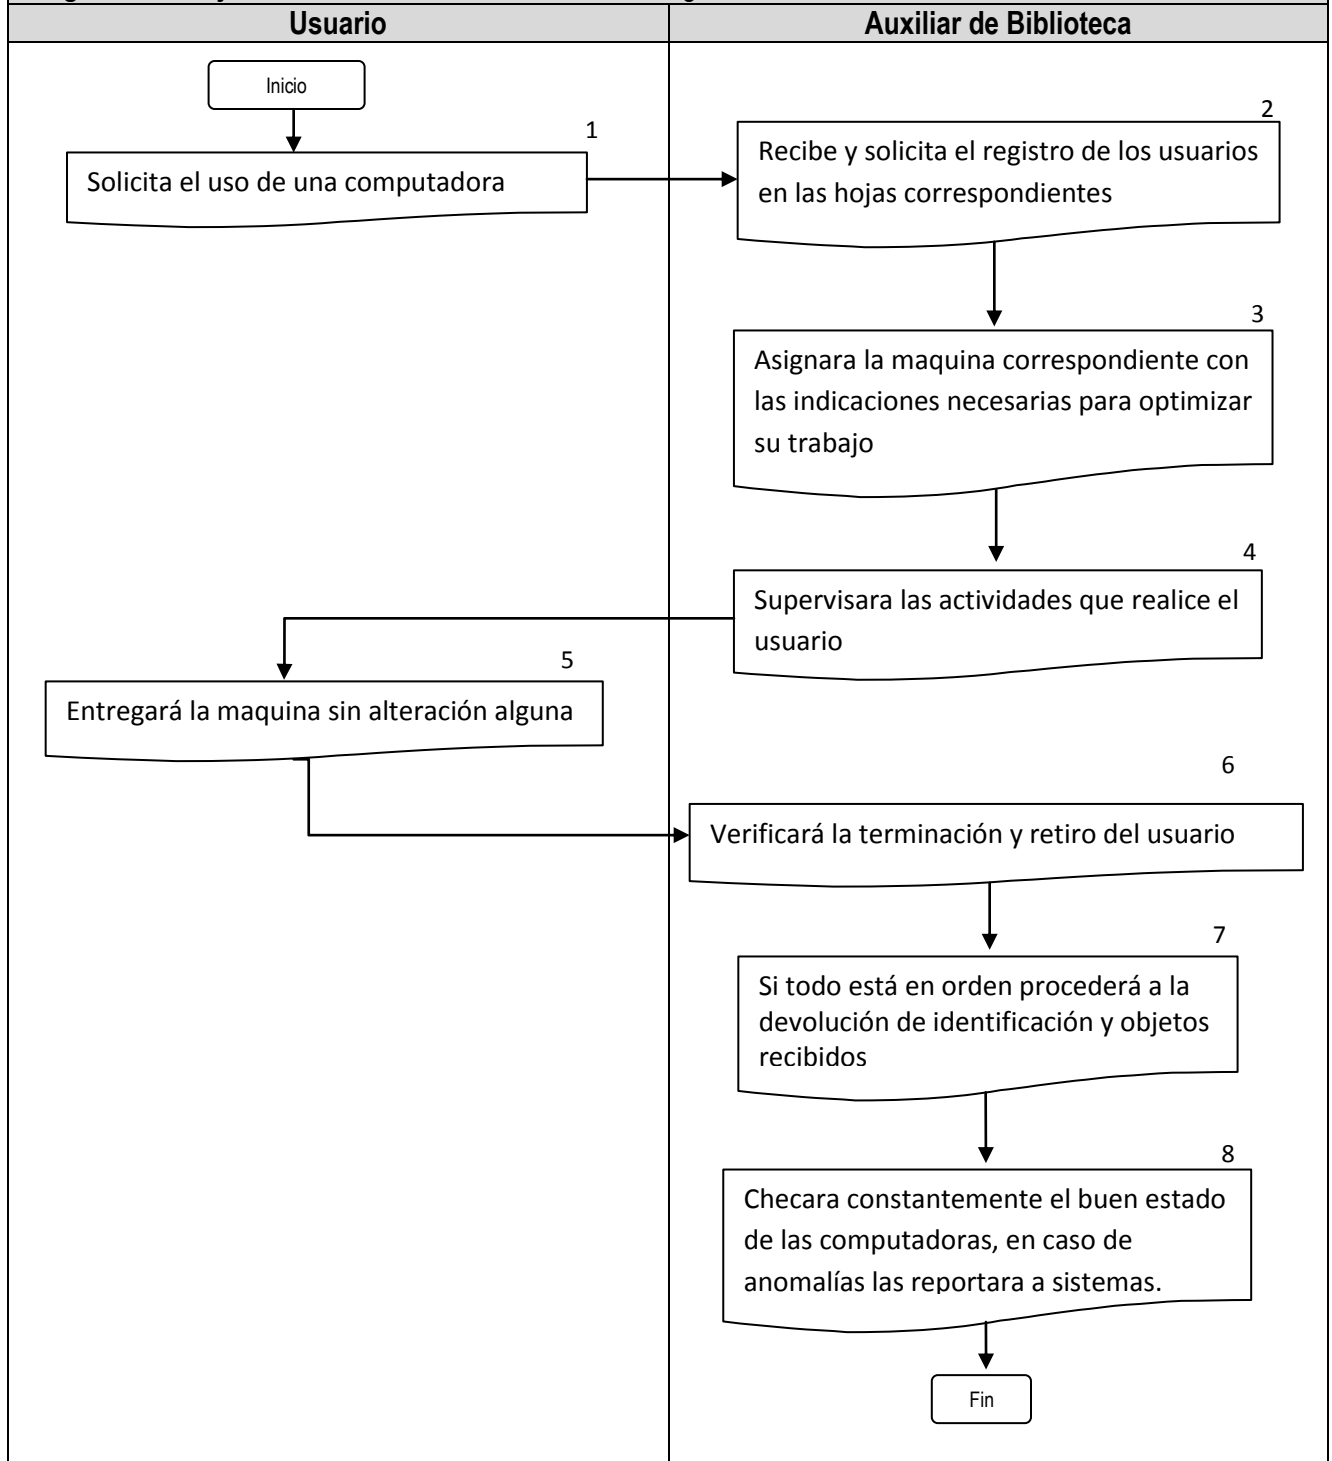 Usuario
Auxiliar de Biblioteca
Inicio
1
Solicita el uso de una computadora
2
Recibe y solicita el registro de los usuarios
en las hojas correspondientes
3
Asignara la maquina correspondiente con
las indicaciones necesarias para optimizar
su trabajo
4
Supervisara las actividades que realice el
usuario
5
Entregará la maquina sin alteración alguna
6
Verificará la terminación y retiro del usuario
7
Si todo está en orden procederá a la
devolución de identificación y objetos
recibidos
8
Checara constantemente el buen estado
de las computadoras, en caso de
anomalías las reportara a sistemas.
Fin